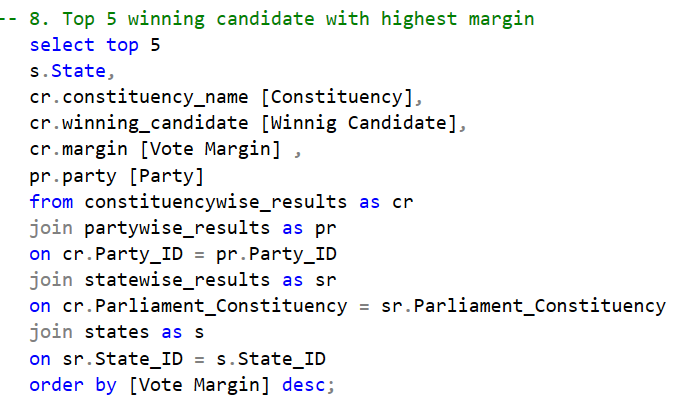 -- 8. Top 5 winning candidate with highest margin
select top 5
s.State,
cr.constituency_name [Constituency],
cr.winning_candidate [Winnig Candidate],
cr.margin [Vote Margin] ,
pr.party [Party]
from constituencywise_results as cr
join partywise_results as pr
on cr.Party_ID = pr.Party_ID
join statewise_results as sr
on cr.Parliament_Constituency = sr.Parliament_Constituency
join states as s
on sr.State_ID = s.State_ID
order by [Vote Margin] desc;